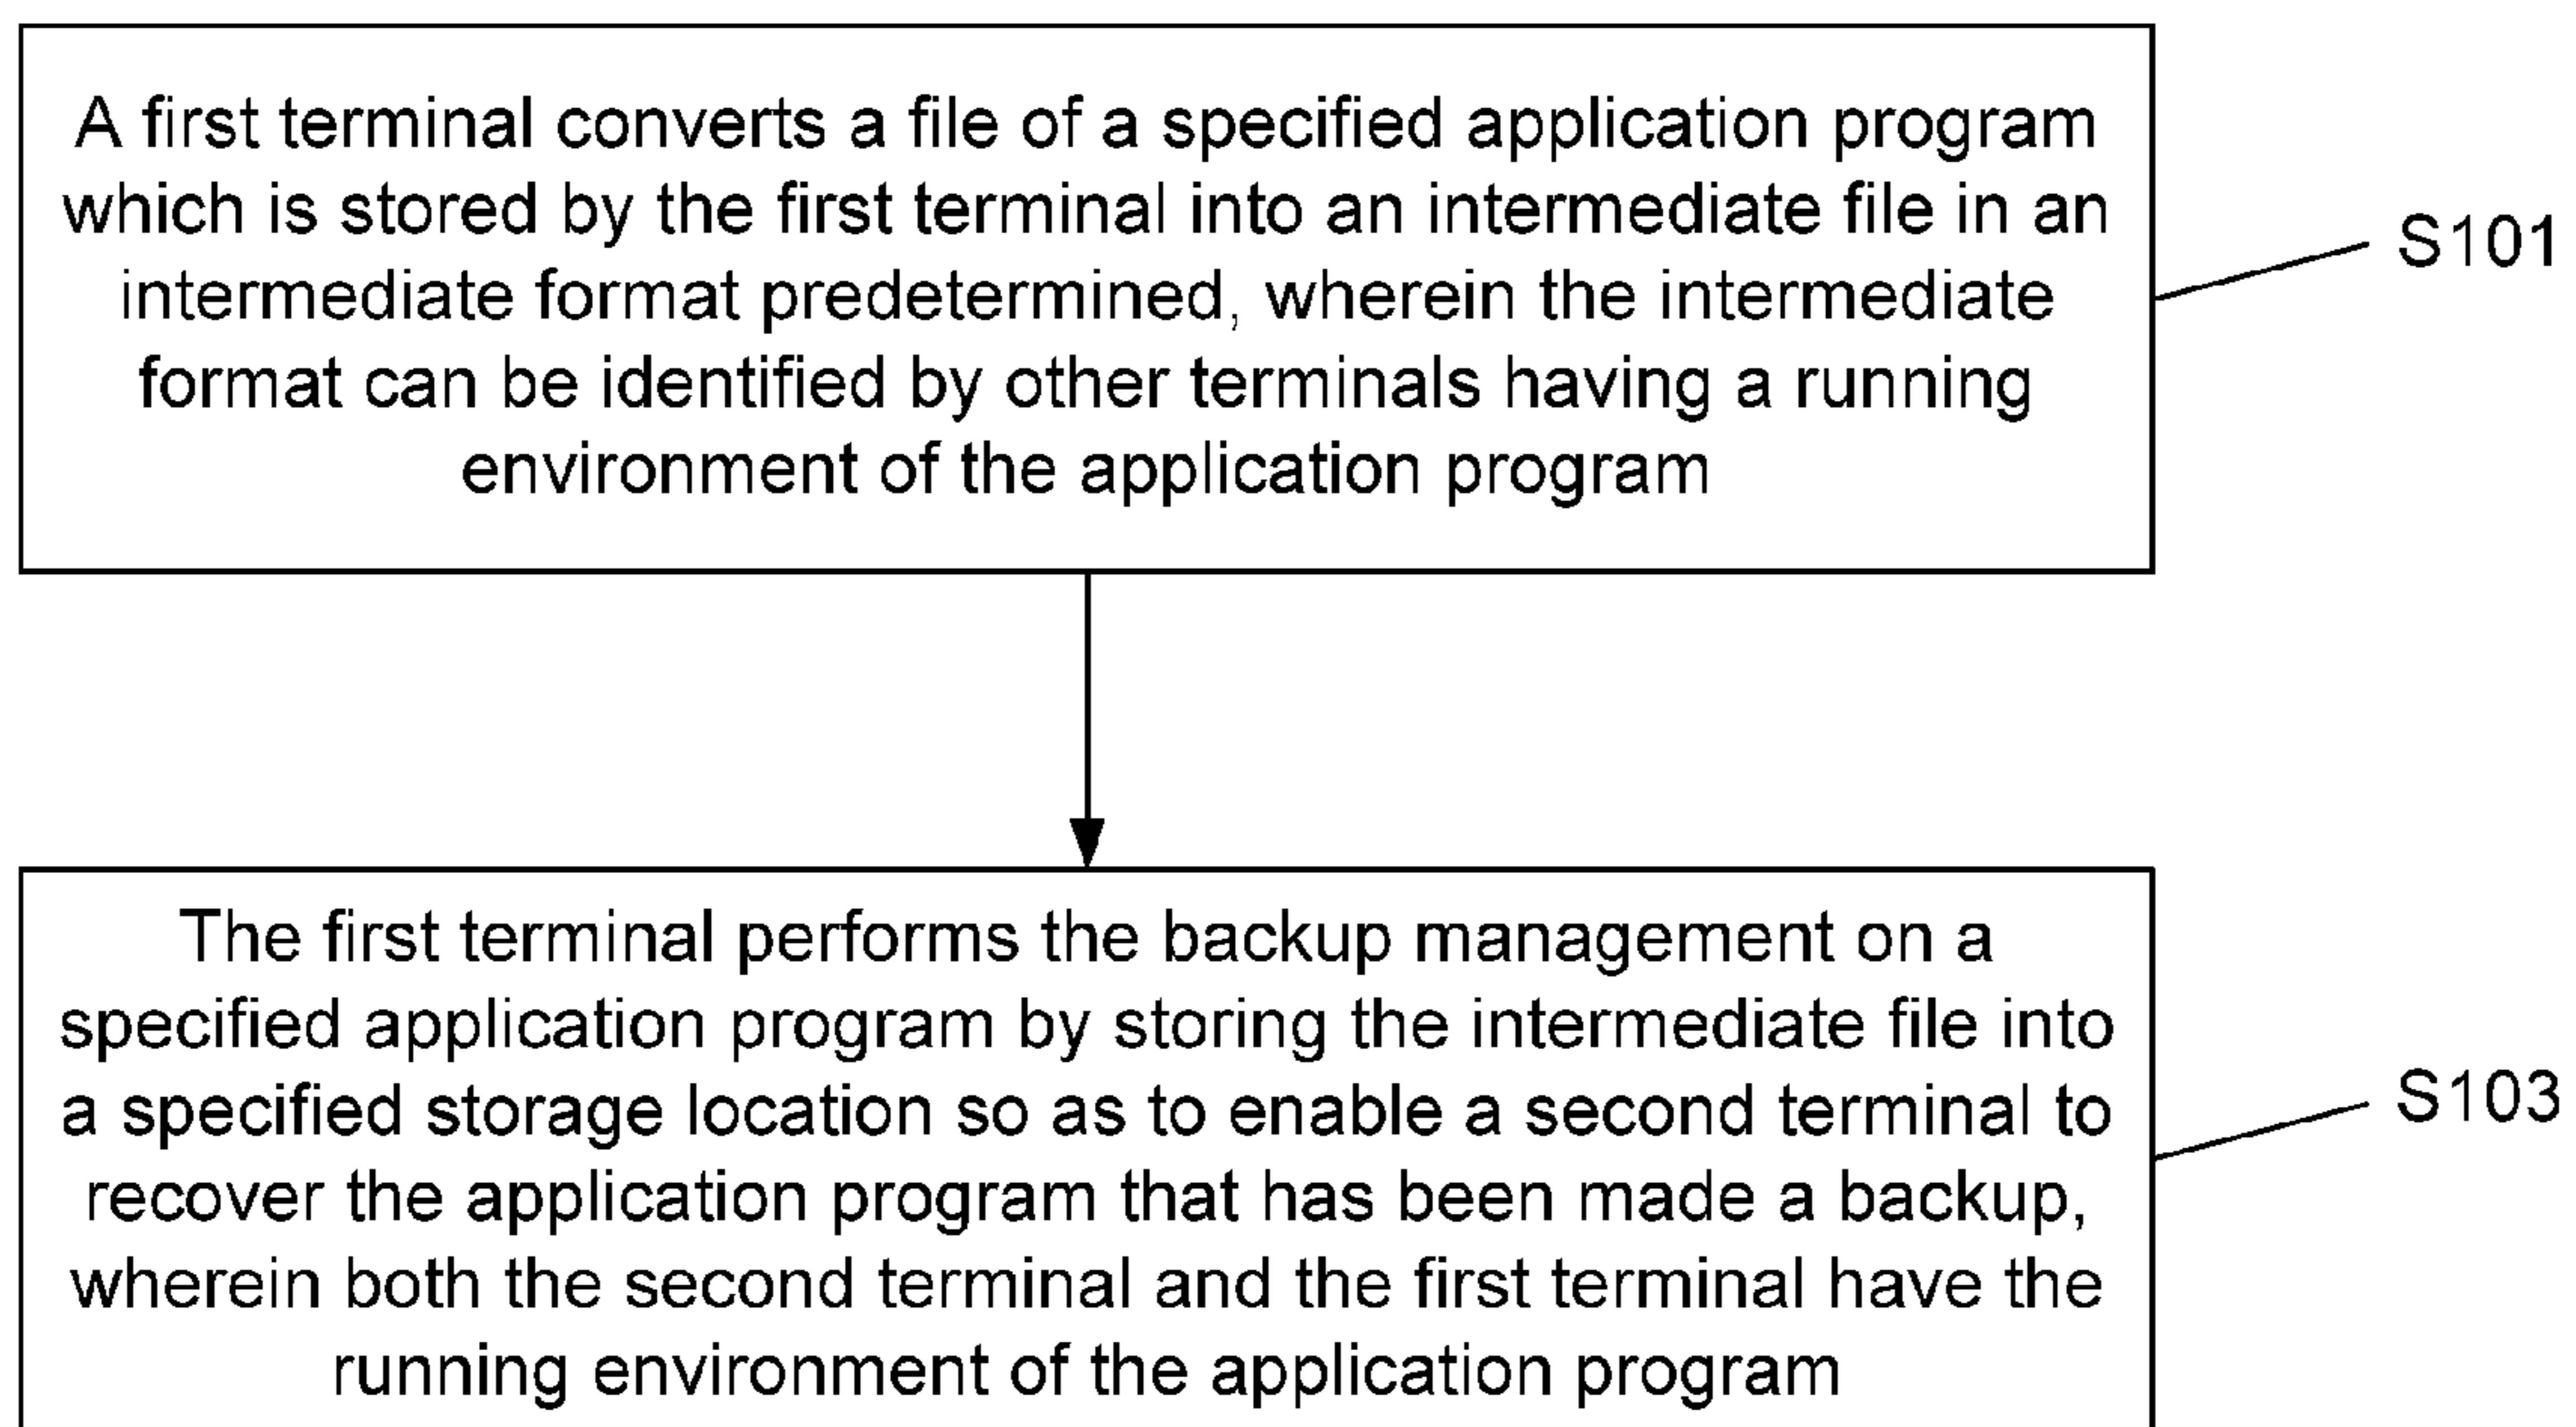 A first terminal converts a file of a specified application program
which is stored by the first terminal into an intermediate file in an
intermediate format predetermined, wherein the intermediate
format can be identified by other terminals having a running
environment of the application program
S101
The first terminal performs the backup management on a
specified application program by storing the intermediate file into
a specified storage location so as to enable a second terminal to
recover the application program that has been made a backup,
wherein both the second terminal and the first terminal have the
running environment of the application program
S103